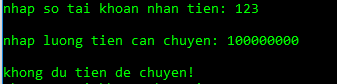 nhap so tai khoan nhan tien: 123
nhap luong tien can chuyen: 100000000
khong du tien de chuyen!